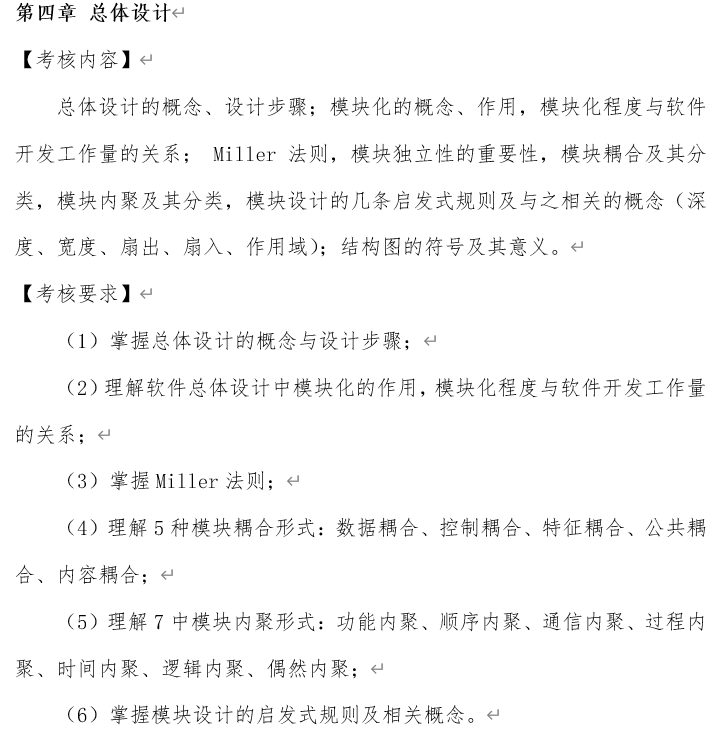 第四章 总体设计↵
【考核内容】↵
总体设计的概念、设计步骤；模块化的概念、作用，模块化程度与软件
开发工作量的关系； Miller 法则，模块独立性的重要性，模块耦合及其分
类，模块内聚及其分类，模块设计的几条启发式规则及与之相关的概念（深
度、宽度、扇出、扇入、作用域）；结构图的符号及其意义。↵
【考核要求】↵
（1）掌握总体设计的概念与设计步骤；↵
（2）理解软件总体设计中模块化的作用，模块化程度与软件开发工作量
的关系；↵
（3）掌握 Miller 法则；↵
（4）理解 5 种模块耦合形式：数据耦合、控制耦合、特征耦合、公共耦
合、内容耦合；↵
（5）理解 7 中模块内聚形式：功能内聚、顺序内聚、通信内聚、过程内
聚、时间内聚、逻辑内聚、偶然内聚；↵
（6）掌握模块设计的启发式规则及相关概念。↵